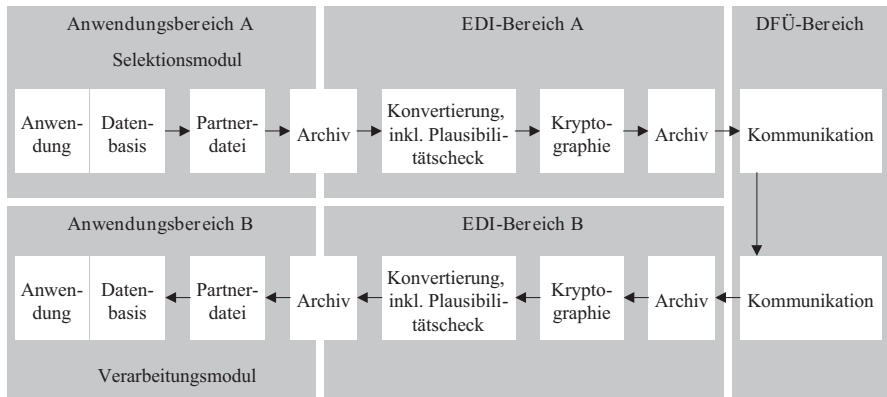 Anwendungsbereich A
EDI-Bereich A
DFÜ-Bereich
Selektionsmodul
Anwen-
dung
Daten-
basis
Partner-
datei
Archiv
Konvertierung,
inkl. Plausibili-
tätscheck
Krypto-
graphie
Archiv
Kommunikation
Anwendungsbereich B
EDI-Bereich B
Anwen-
dung
Daten-
basis
Partner-
datei
Archiv
Konvertierung,
inkl. Plausibili-
tätscheck
Krypto-
graphie
Archiv
Kommunikation
Verarbeitungsmodul